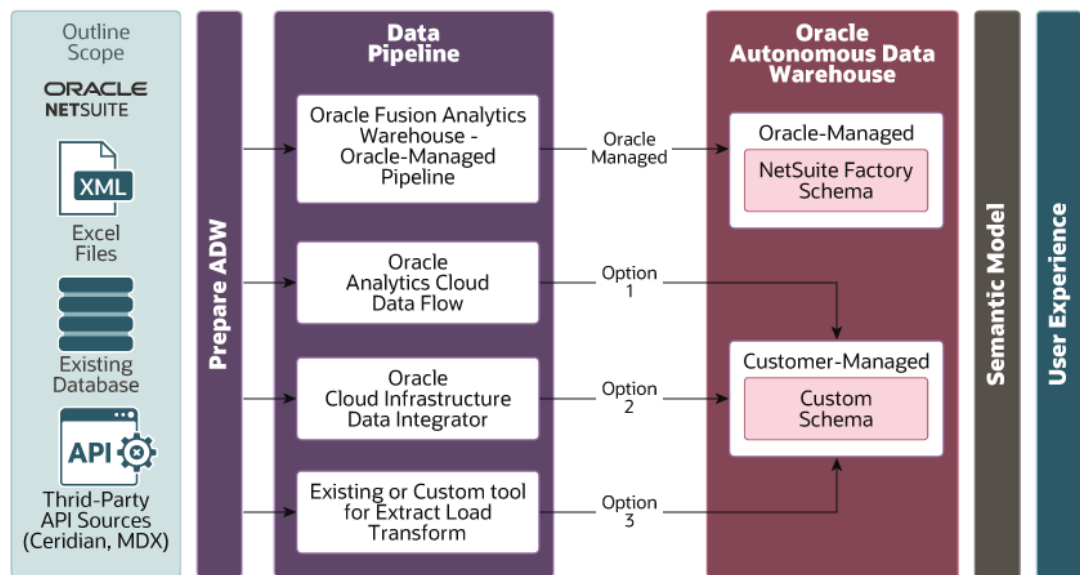 Outline
Scope
ORACLE
NETSUITE
XML
Excel
Files
Existing
Database
API
Thrid-Party
API Sources
(Ceridian, MDX)
Prepare ADW
Data
Pipeline
Oracle Fusion Analytics
Warehouse -
Oracle-Managed
Pipeline
Oracle
Analytics Cloud
Data Flow
Oracle
Cloud Infrastructure
Data Integrator
Existing or Custom tool
for Extract Load
Transform
Oracle
Managed
Option
1
Option
2
Option
3
Oracle
Autonomous Data
Warehouse
Oracle-Managed
NetSuite Factory
Schema
Customer-Managed
Custom
Schema
Semantic Model
User Experience